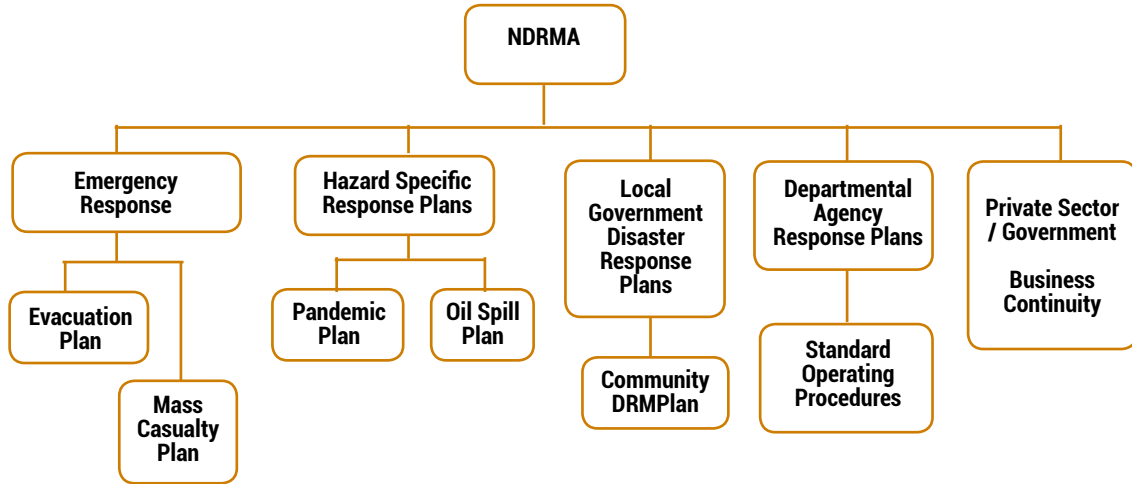 NDRMA
Emergency
Response
Hazard Specific
Response Plans
Local
Government
Disaster
Response
Plans
Departmental
Agency
Response Plans
Private Sector
/ Government
Business
Continuity
Evacuation
Plan
Mass
Casualty
Plan
Pandemic
Plan
Oil Spill
Plan
Community
DRMPlan
Standard
Operating
Procedures